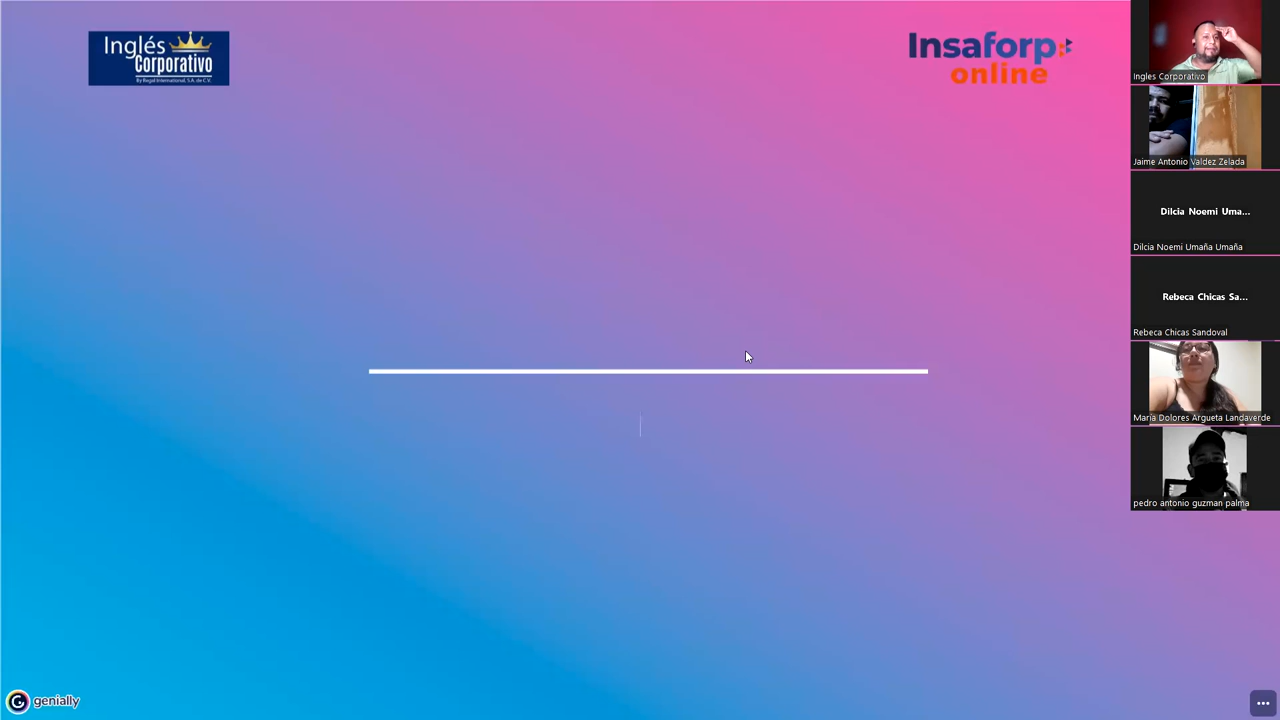 Inglés
Corporativo
By Regal International, S.A. de C.V.
Insaforp
online
Ingles Corporativo
Jaime Antonio Valdez Zelada
Dilcia Noemi Uma...
Dilcia Noemi Umaña Umaña
Rebeca Chicas Sa...
Rebeca Chicas Sandoval
Maria Dolores Argueta Landaverde
pedro antonio guzman palma
genially